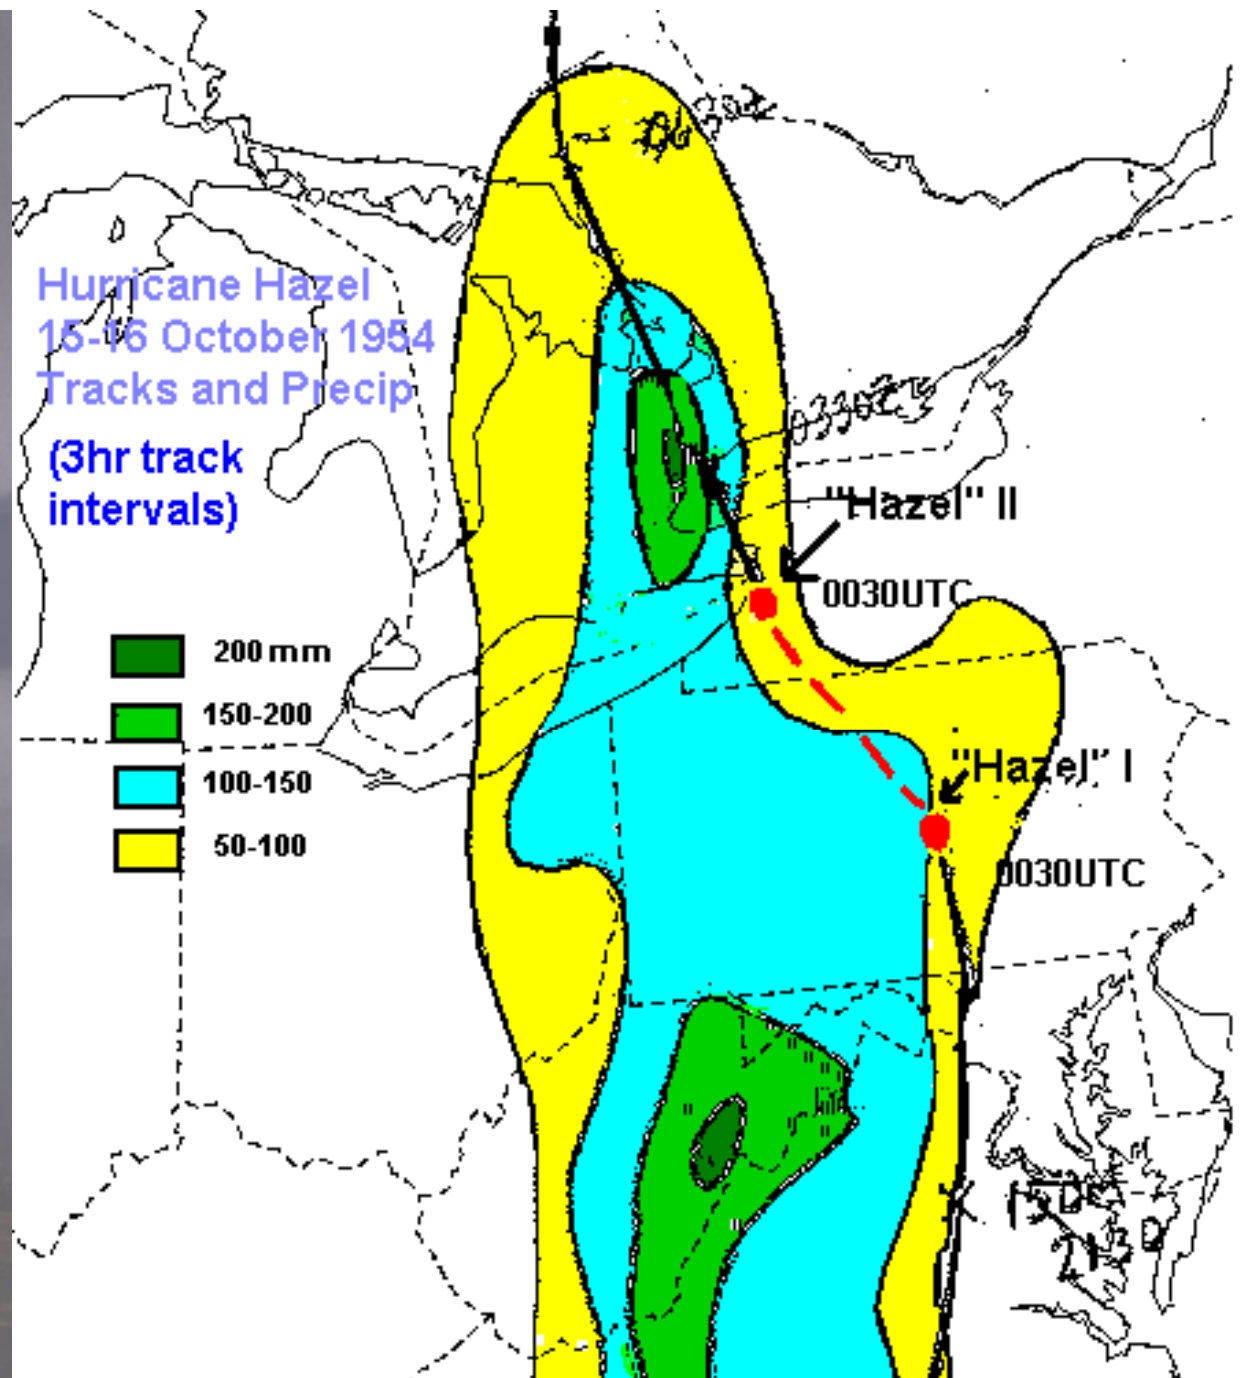 Hurricane Hazel
15-16 October 1954
Tracks and Precip
(3hr track
intervals)
0330Z
"Hazel" II
0030UTC
200 mm
150-200
100-150
50-100
"Hazel" I
0030UTC